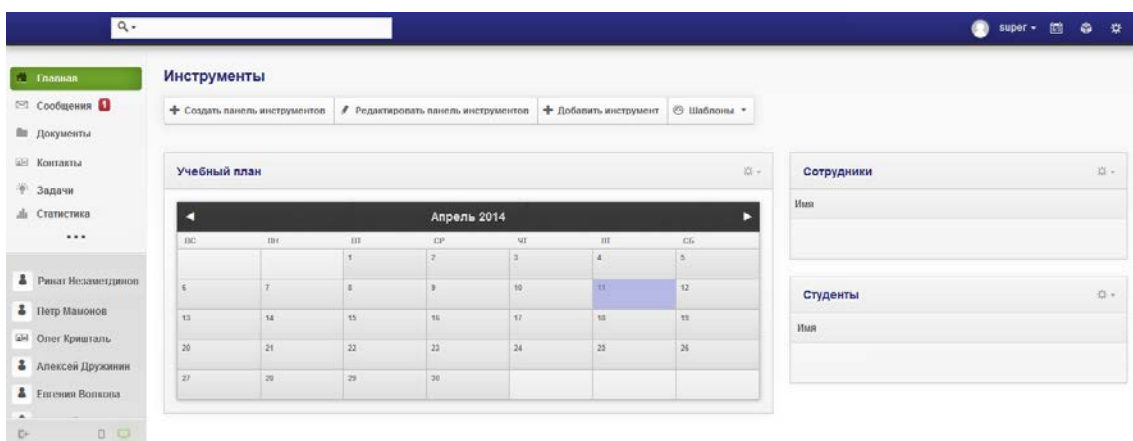 super
Главная
Сообщения 1
Документы
Контакты
Задачи
Статистика
...
Ринат Незаметдинов
Петр Мамонов
Олег Кришталь
Алексей Дружинин
Евгения Волкова
Инструменты
Создать панель инструментов Редактировать панель инструментов Добавить инструмент Шаблоны
Учебный план
Апрель 2014
ВС ПН ВТ СР ЧТ ПТ СБ
1 2 3 4 5
6 7 8 9 10 11 12
13 14 15 16 17 18 19
20 21 22 23 24 25 26
27 28 29 30
Сотрудники
Имя
Студенты
Имя